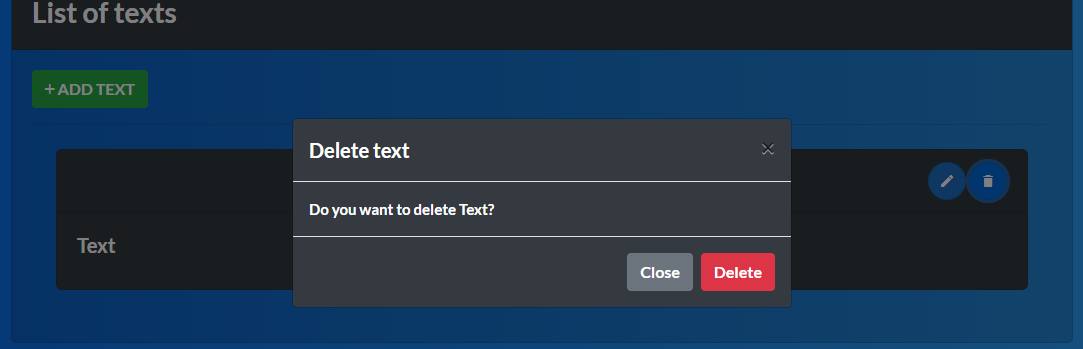 List of texts
+ ADD TEXT
Delete text
×
Do you want to delete Text?
Text
Close
Delete